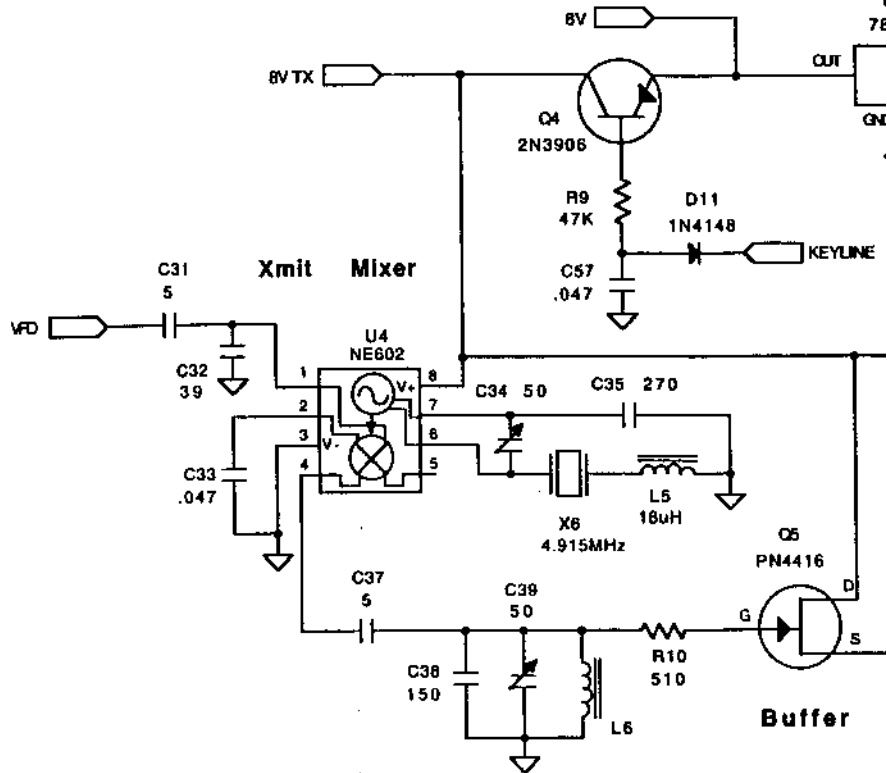 8V
78
8V TX
OUT
GND
Q4
2N3906
R9
47K
D11
1N4148
KEYLINE
C57
.047
C31
5
Xmit Mixer
VFO
U4
NE602
C32
39
1
2
3
4
V+
V-
8
7
6
5
C34 50
C35 270
C33
.047
X6
4.915MHz
L5
18uH
Q5
PN4416
D
G
S
C37
5
C39
50
C38
150
L6
R10
510
Buffer